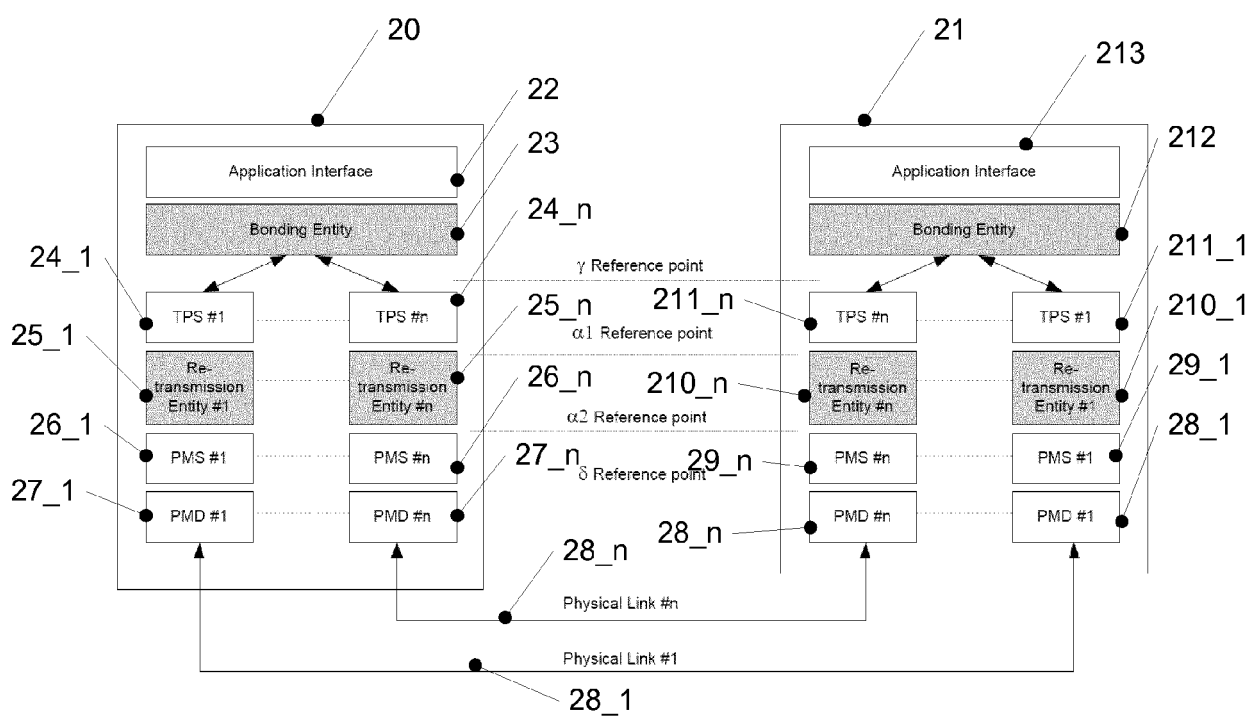 20
21
213
22
Application Interface
Application Interface
23
212
Bonding Entity
Bonding Entity
24_n
24_1
γ Reference point
211_1
TPS #1
TPS #n
25_n
211_n
TPS #n
TPS #1
α1 Reference point
210_1
25_1
Re-
transmission
Entity #1
Re-
transmission
Entity #n
26_n
210_n
Re-
transmission
Entity #n
Re-
transmission
Entity #1
29_1
α2 Reference point
26_1
28_1
PMS #1
PMS #n
27_n
δ Reference point
29_n
PMS #n
PMS #1
27_1
PMD #1
PMD #n
28_n
28_n
PMD #n
PMD #1
Physical Link #n
Physical Link #1
28_1